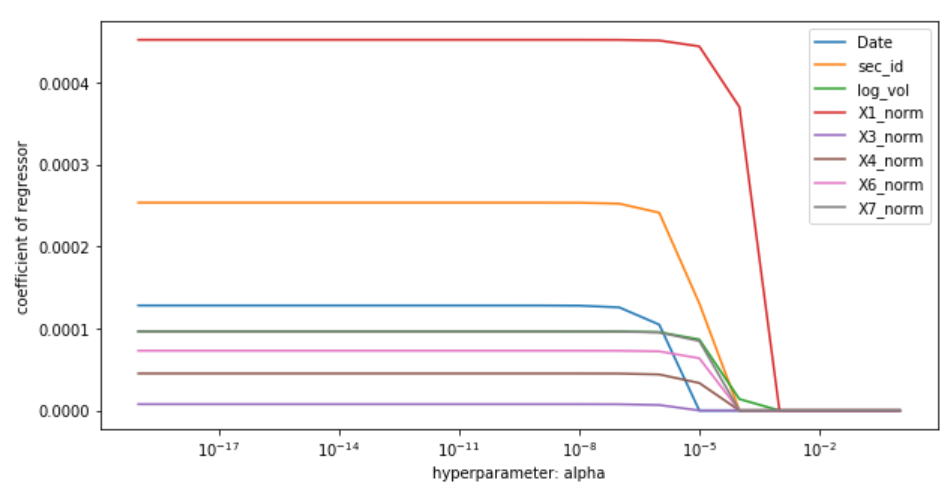 coefficient of regressor
0.0004
0.0003
0.0002
0.0001
0.0000
10⁻¹⁷ 10⁻¹⁴ 10⁻¹¹ 10⁻⁸ 10⁻⁵ 10⁻²
hyperparameter: alpha
Date
sec_id
log_vol
X1_norm
X3_norm
X4_norm
X6_norm
X7_norm